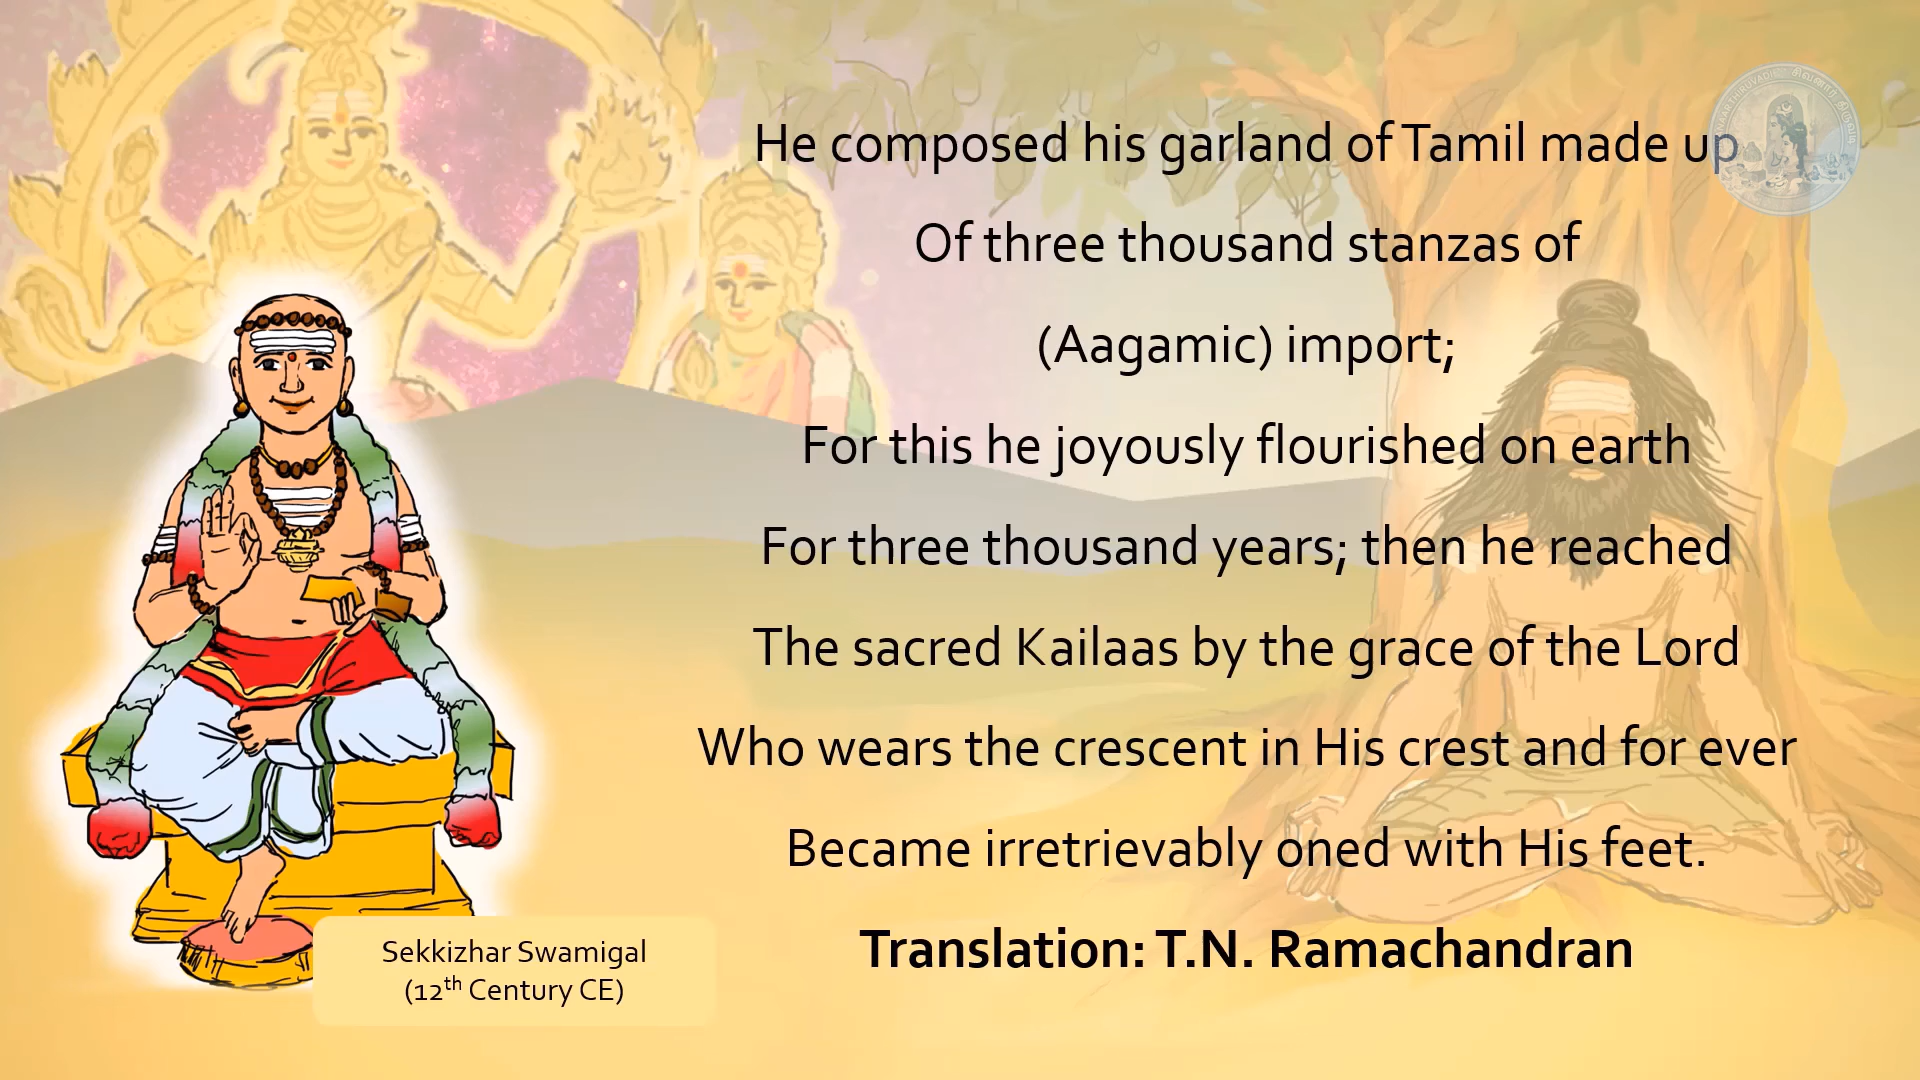 He composed his garland of Tamil made up
Of three thousand stanzas of
(Aagamic) import;
For this he joyously flourished on earth
For three thousand years; then he reached
The sacred Kailaas by the grace of the Lord
Who wears the crescent in His crest and for ever
Became irretrievably oned with His feet.
Translation: T.N. Ramachandran
Sekkizhar Swamigal
(12th Century CE)